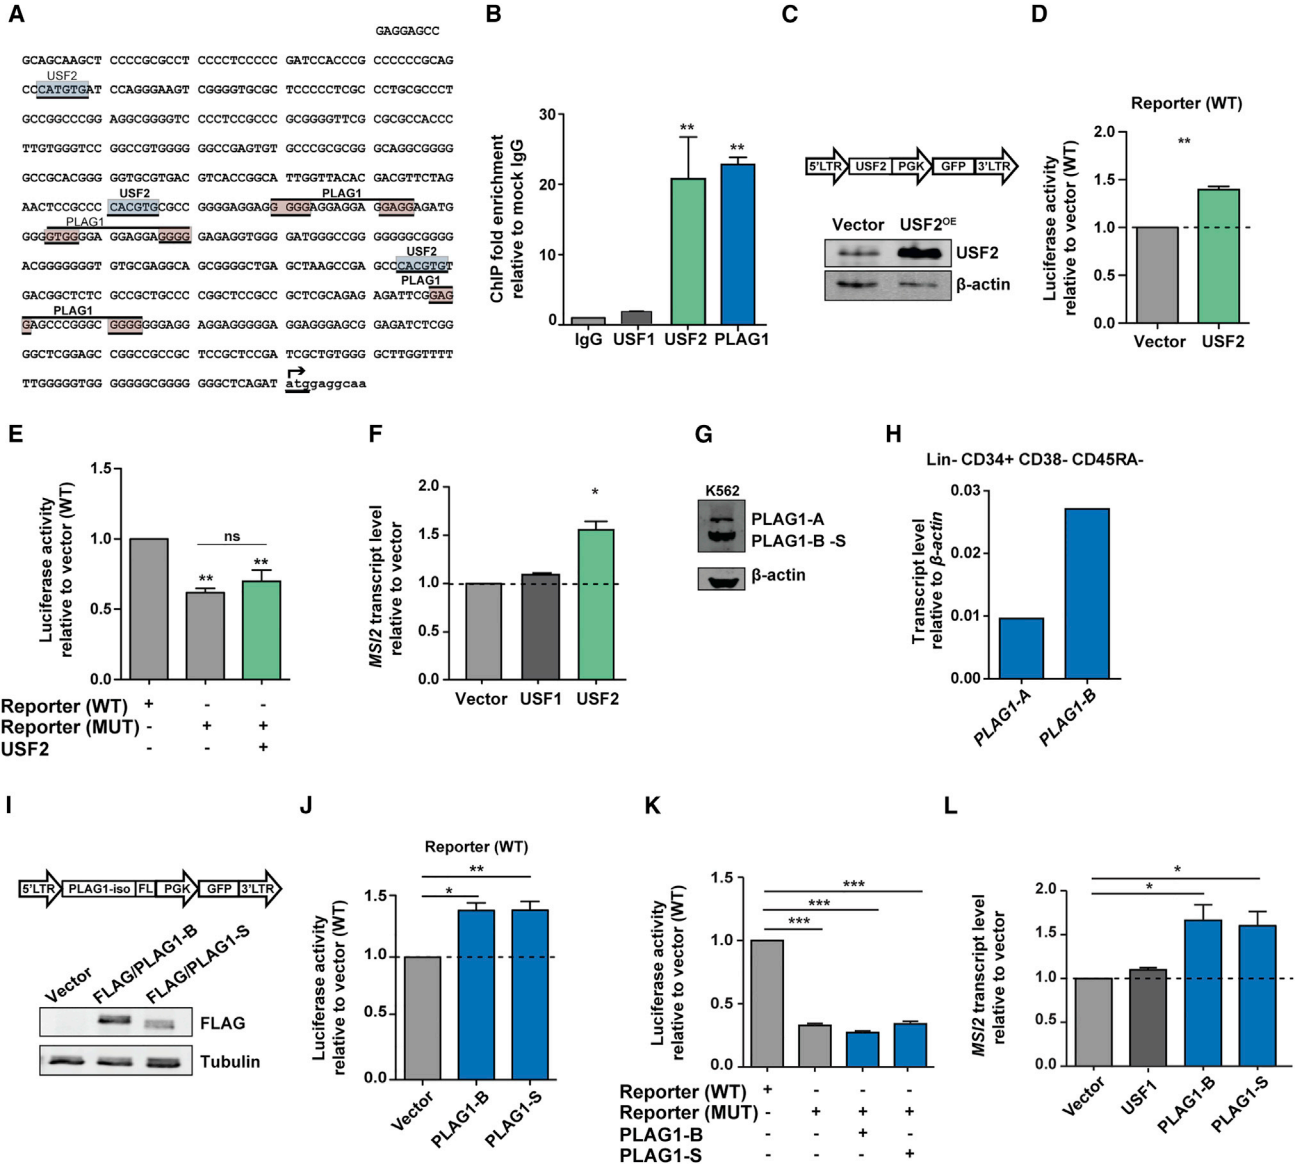 A
GAGGAGCC
GCAGCAAGCT CCCCGCGCCT CCCCTCCCCC GATCCACCCG CCCCCCGCAG
USF2
CCCCATGTGAT CCAGGGAAGT CGGGGTGCGC TCCCCCTCGC CCTGCGCCCT
GCCGGCCCGG AGGCGGGGTC CCCTCCGCCC GCGGGGTTCG CGCGCCACCC
TTGTGGGTCC GGCCGTGGGG GGCCGAGTGT CCCGCGCGGG GCAGGCGGGG
GCCGCACGGG GGTGCGTGAC GTCACCGGCA TTGGTTACAC GACGTTCTAG
USF2 PLAG1
AACTCCGCCC CACGTGCGCC GGGGAGGAGG GGGGAGGAGGA GGAGGAGATG
PLAG1
GGGGTGGGGA GGAGGAGGGG GAGAGGTGGG GATGGGCCGG GGGGGCGGGG
USF2
ACGGGGGGGT GTGCGAGGCA GCGGGGCTGA GCTAAGCCGA GCCCACGTGT
PLAG1
GACGGCTCTC GCCGCTGCCC CGGCTCCGCC GCTCGCAGAG AGATTCGGAG
PLAG1
GAGCCCGGGC GGGGGGGAGG AGGAGGGGGA GGAGGGAGCG GAGATCTCGG
GGCTCGGAGC CGGCCGCCGC TCCGCTCCGA TCGCTGTGGG GCTTGGTTTT
TTGGGGGTGG GGGGGCGGGG GGGCTCAGAT atggaggcaa
B
ChIP fold enrichment
relative to mock IgG
30
20
10
0
**
**
IgG USF1 USF2 PLAG1
C
5'LTR USF2 PGK GFP 3'LTR
Vector USF2OE
USF2
β-actin
D
Reporter (WT)
Luciferase activity
relative to vector (WT)
2.0
1.5
1.0
0.5
0.0
**
Vector USF2
E
Luciferase activity
relative to vector (WT)
1.5
1.0
0.5
0.0
ns
**
**
Reporter (WT) + - -
Reporter (MUT) - + +
USF2 - - +
F
MSI2 transcript level
relative to vector
2.0
1.5
1.0
0.5
0.0
*
Vector USF1 USF2
G
K562
PLAG1-A
PLAG1-B -S
β-actin
H
Lin- CD34+ CD38- CD45RA-
Transcript level
relative to β-actin
0.03
0.02
0.01
0.00
PLAG1-A PLAG1-B
I
5'LTR PLAG1-iso FL PGK GFP 3'LTR
Vector FLAG/PLAG1-B FLAG/PLAG1-S
FLAG
Tubulin
J
Reporter (WT)
Luciferase activity
relative to vector (WT)
1.5
1.0
0.5
0.0
**
*
Vector PLAG1-B PLAG1-S
K
Luciferase activity
relative to vector (WT)
1.5
1.0
0.5
0.0
***
***
***
Reporter (WT) + - - -
Reporter (MUT) - + + +
PLAG1-B - - + -
PLAG1-S - - - +
L
MSI2 transcript level
relative to vector
2.0
1.5
1.0
0.5
0.0
*
*
Vector USF1 PLAG1-B PLAG1-S